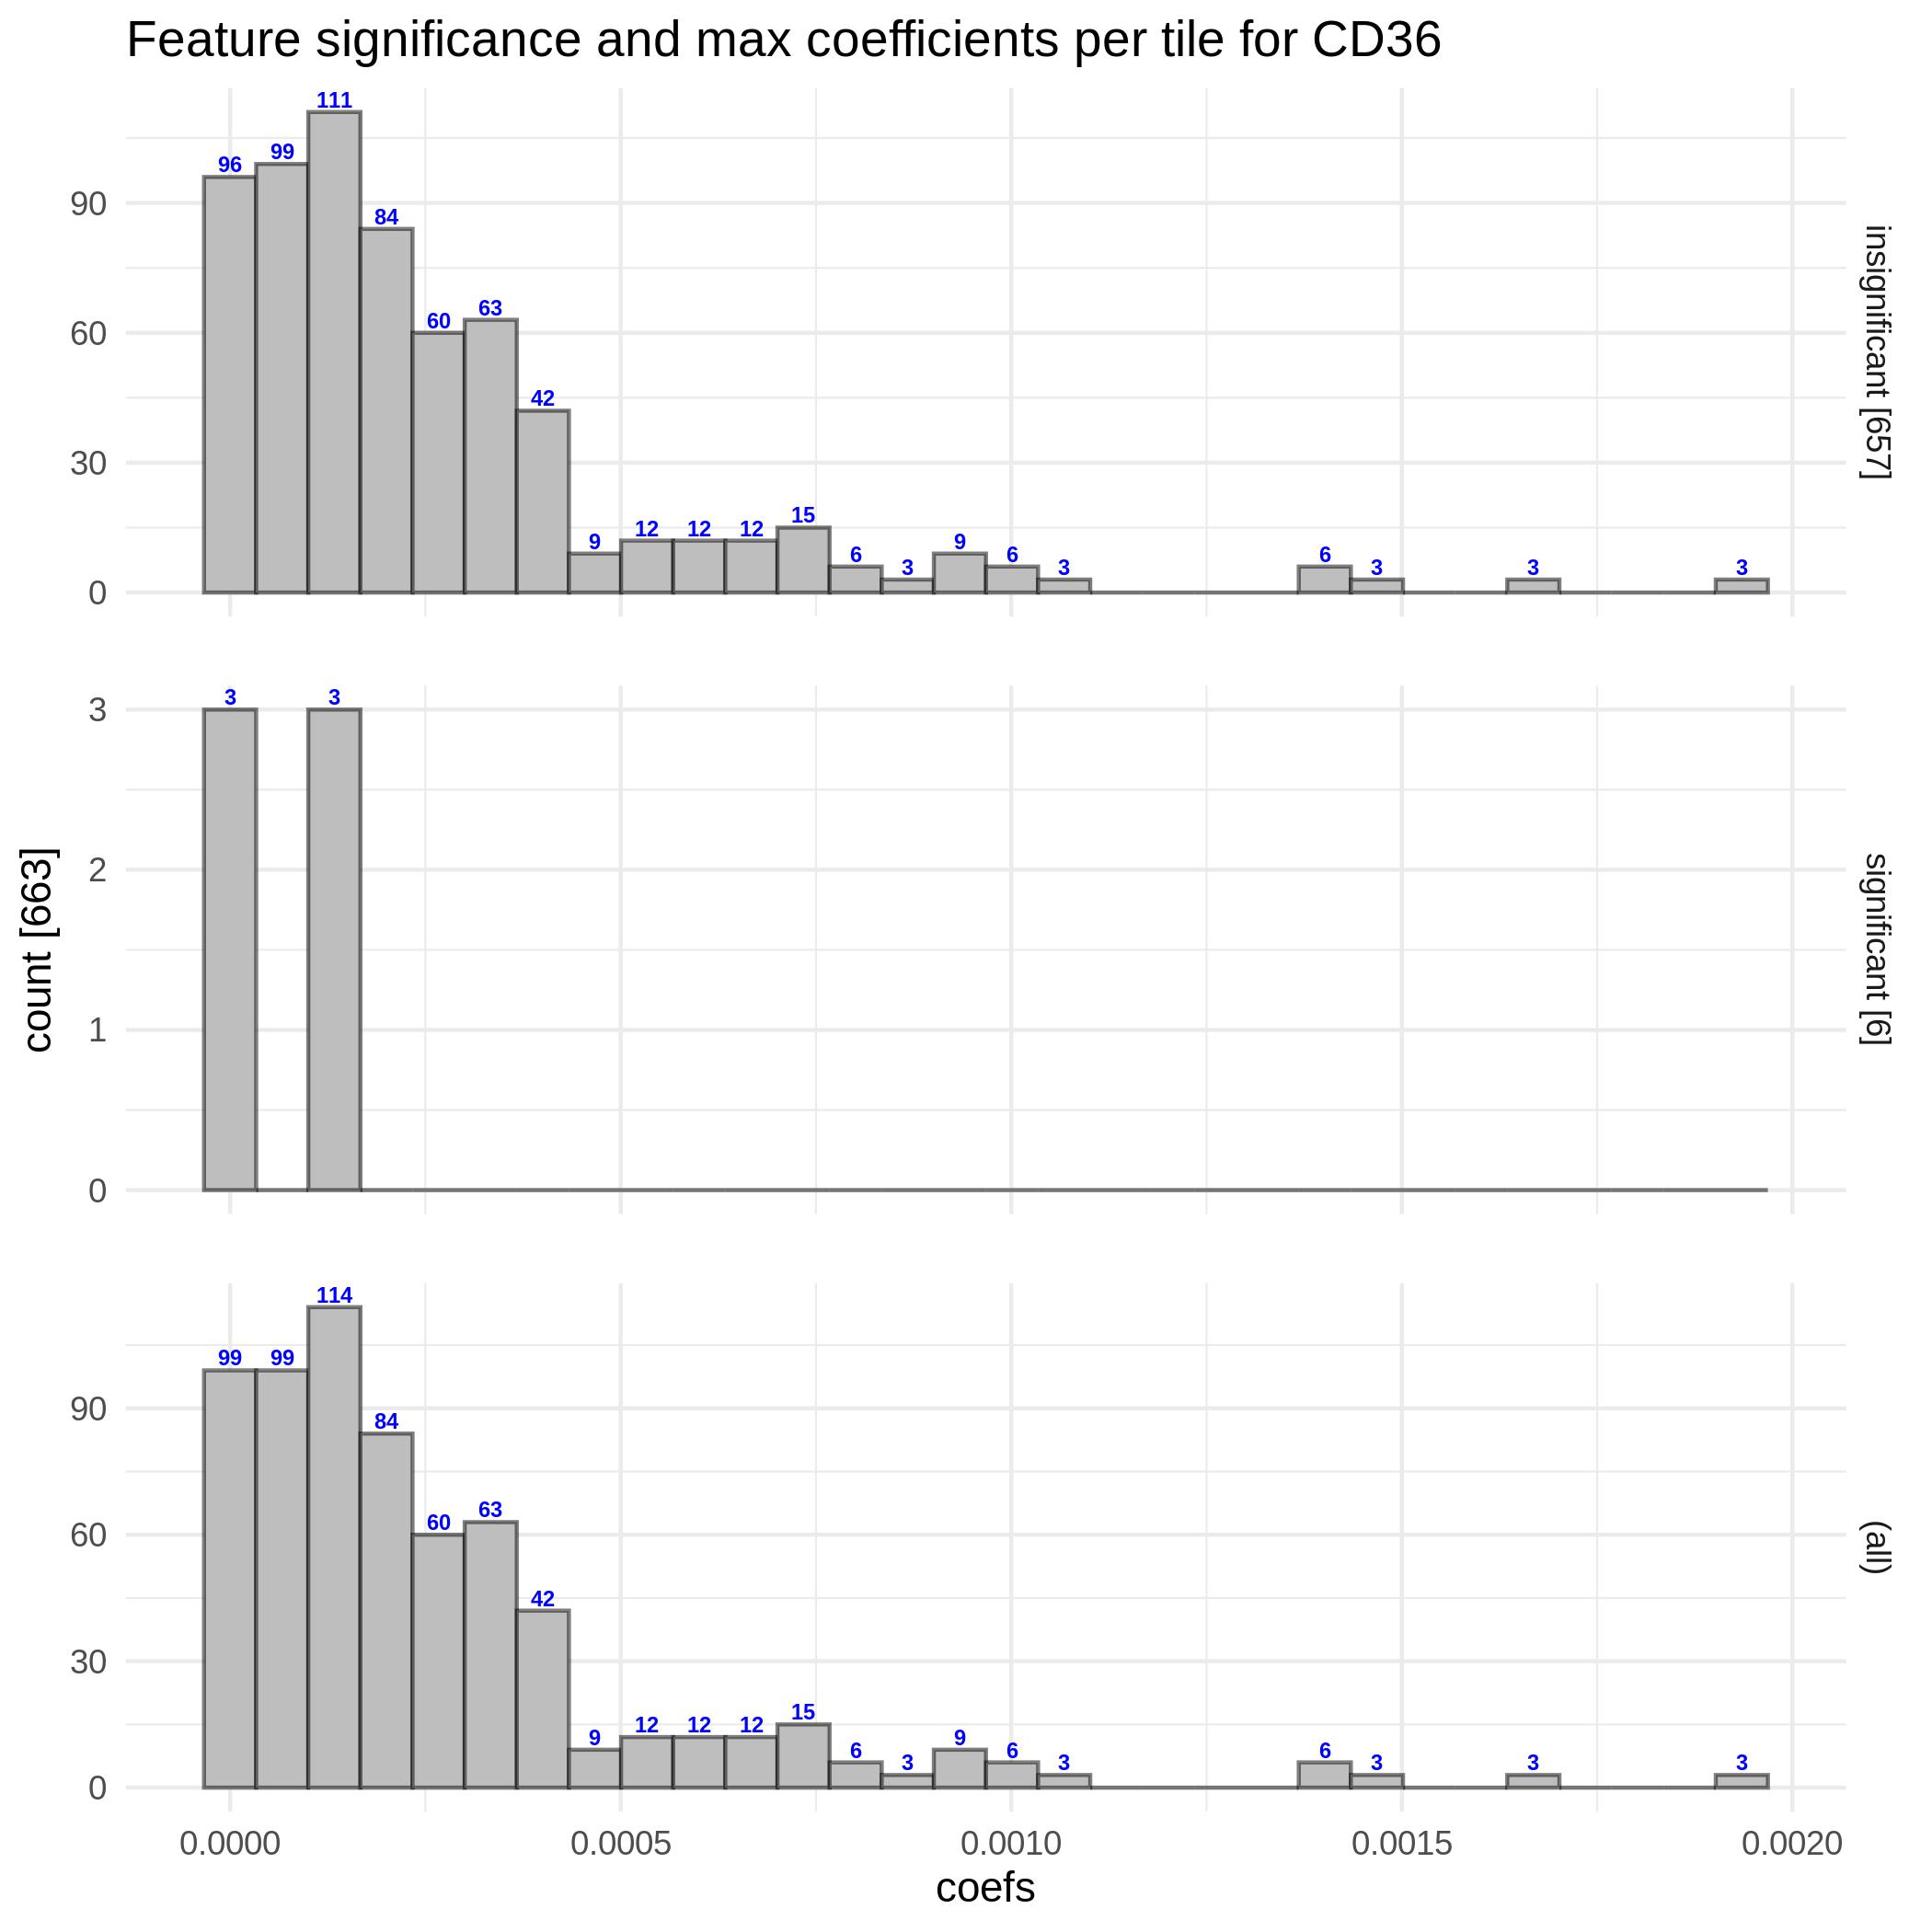 Feature significance and max coefficients per tile for CD36
111
96 99
84
60 63
42
9 12 12 12 15 6 3 9 6 3 6 3 3 3
90
60
30
0
insignificant [657]
3 3
3
2
1
0
significant [6]
count [663]
114
99 99
84
60 63
42
9 12 12 12 15 6 3 9 6 3 6 3 3 3
90
60
30
0
(all)
0.0000 0.0005 0.0010 0.0015 0.0020
coefs